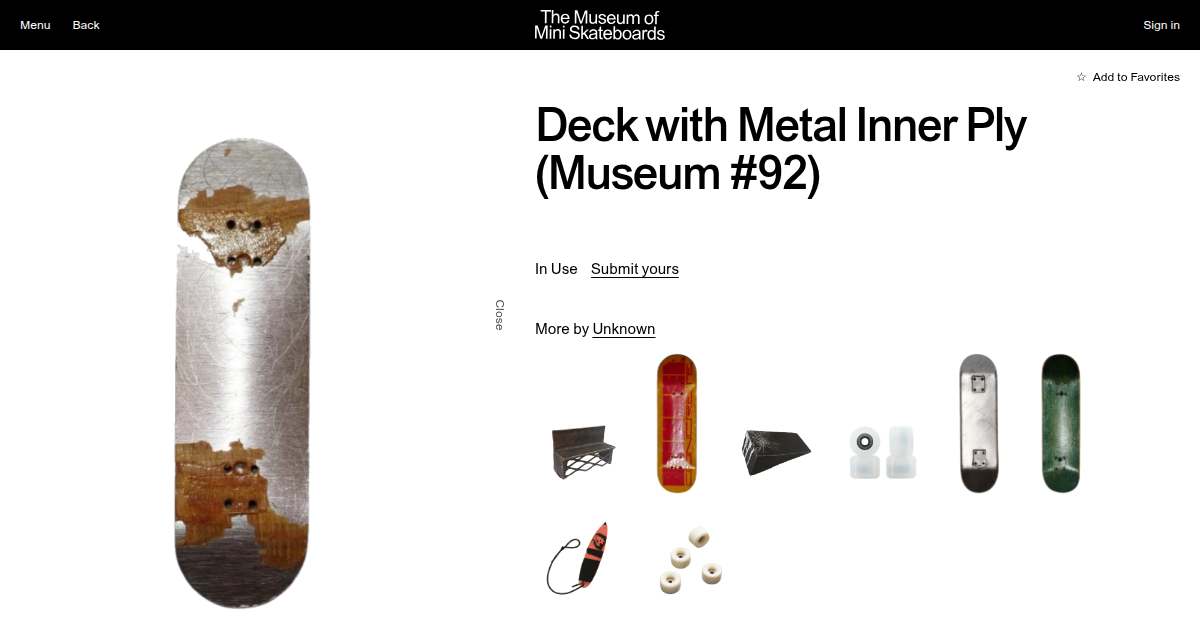 Menu Back
The Museum of
Mini Skateboards
Sign in
☆ Add to Favorites
Deck with Metal Inner Ply
(Museum #92)
In Use Submit yours
Close
More by Unknown